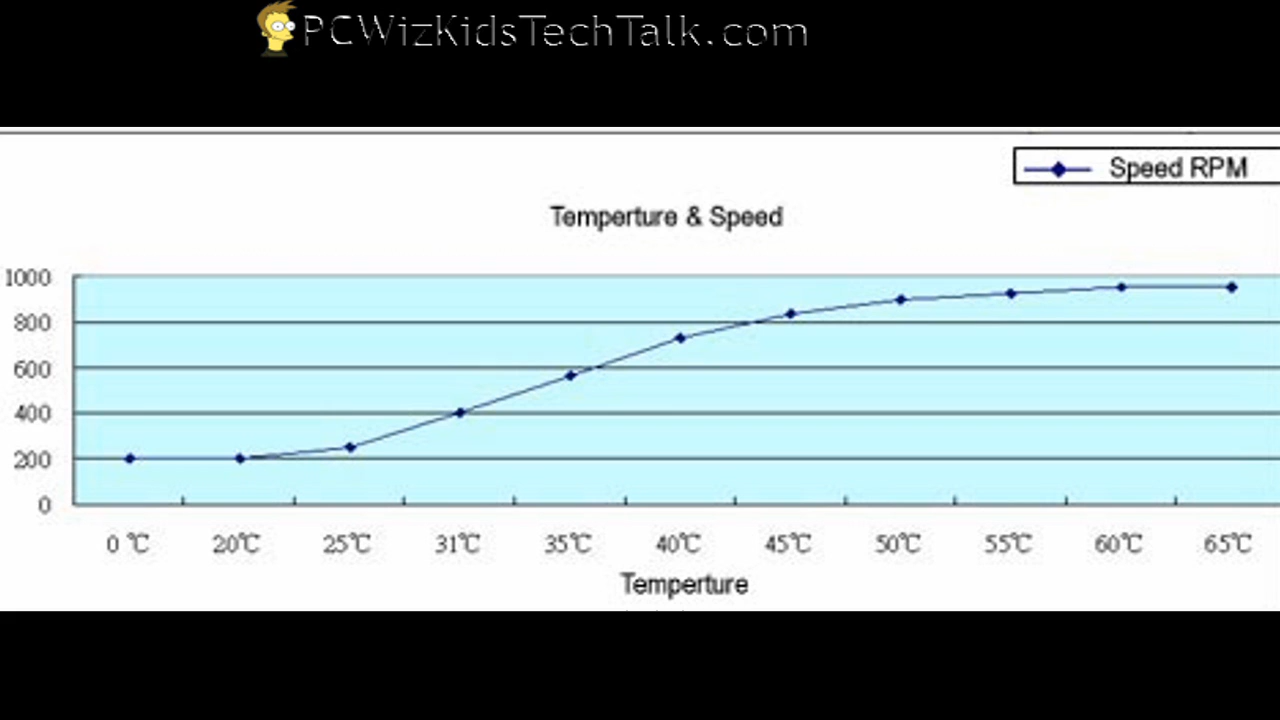 PCWizKidsTechTalk.com
Speed RPM
Temperture & Speed
1000
800
600
400
200
0
0 ℃ 20℃ 25℃ 31℃ 35℃ 40℃ 45℃ 50℃ 55℃ 60℃ 65℃
Temperture